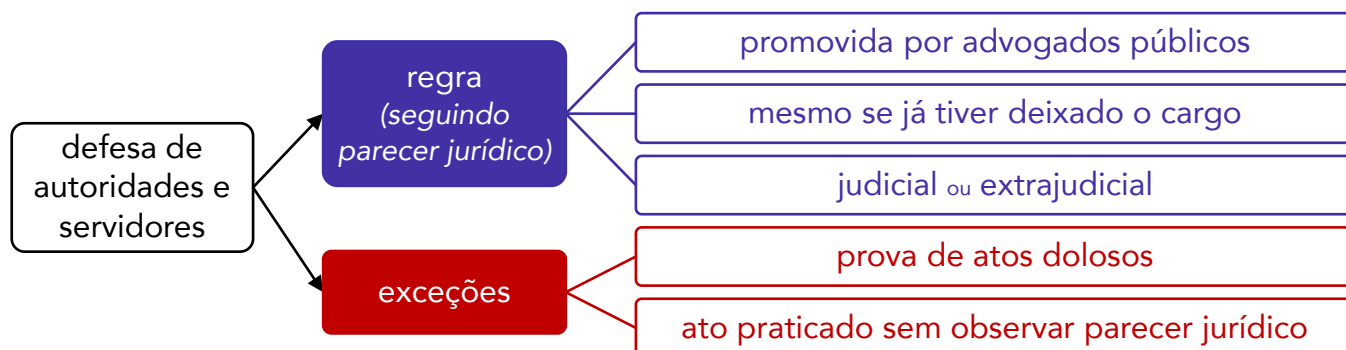 defesa de
autoridades e
servidores
regra
(seguindo
parecer jurídico)
promovida por advogados públicos
mesmo se já tiver deixado o cargo
judicial ou extrajudicial
exceções
prova de atos dolosos
ato praticado sem observar parecer jurídico